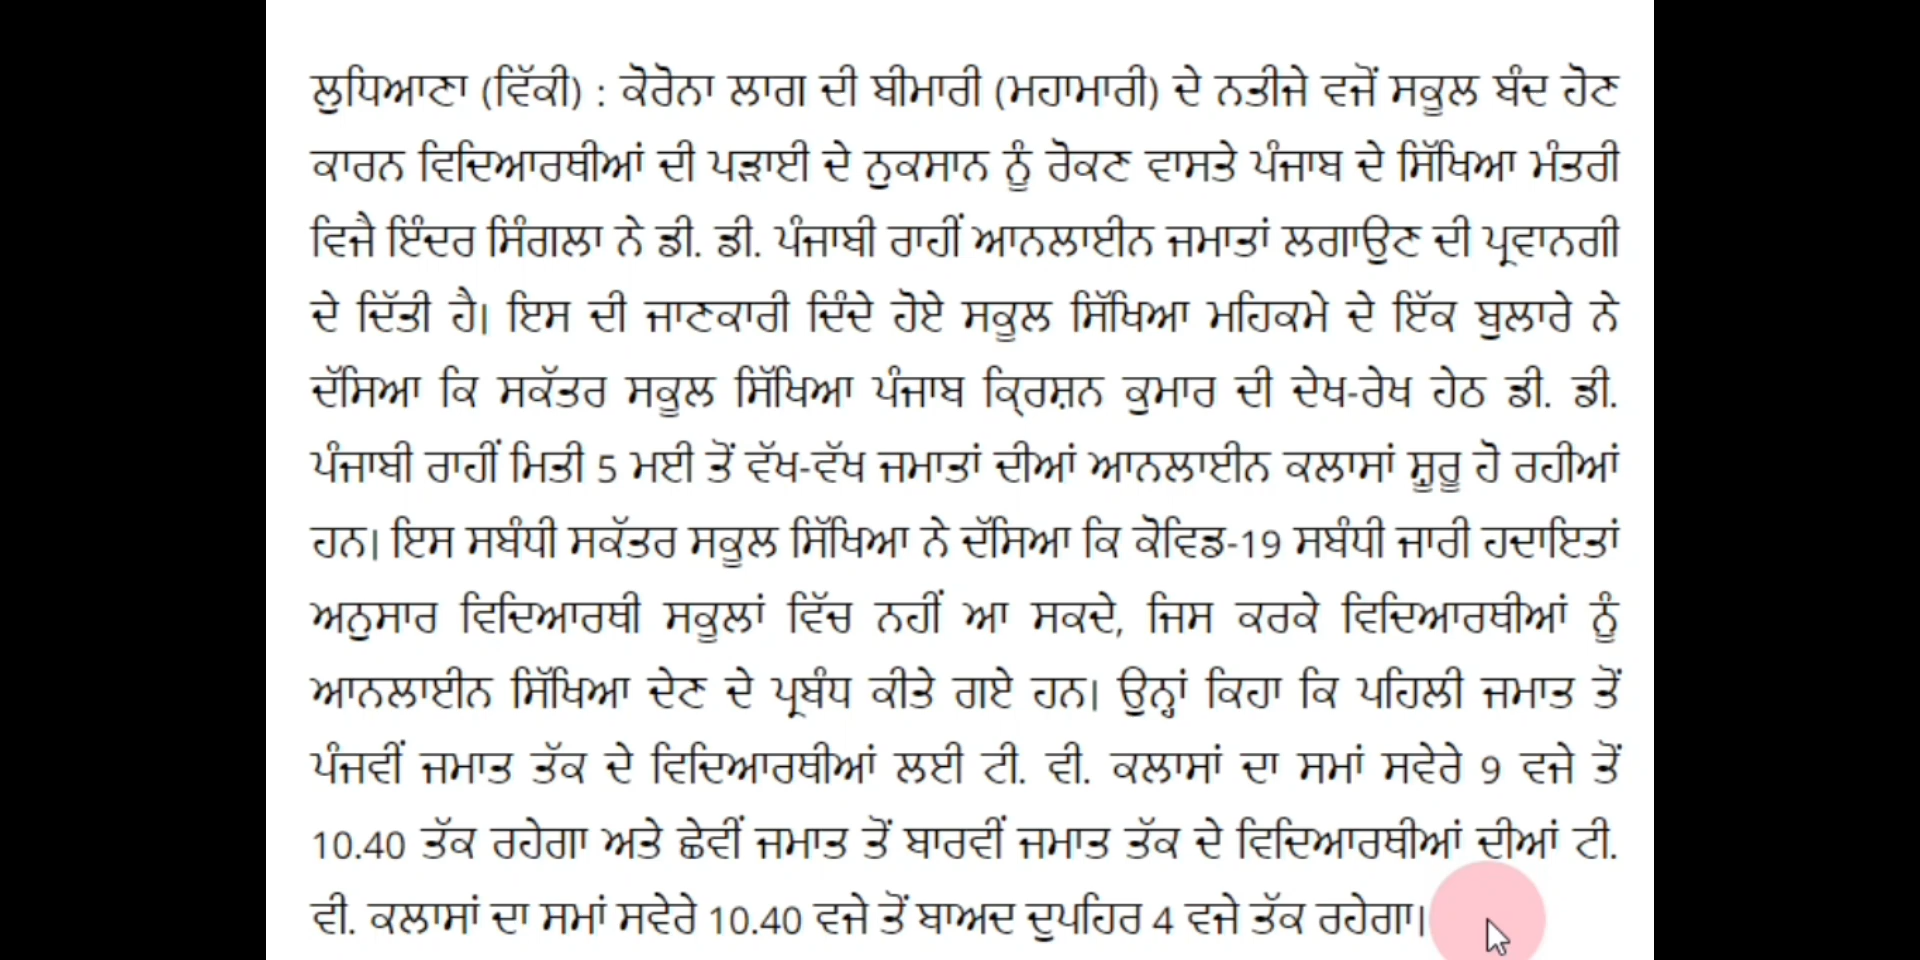 ਲੁਧਿਆਣਾ (ਵਿੱਕੀ) : ਕੋਰੋਨਾ ਲਾਗ ਦੀ ਬੀਮਾਰੀ (ਮਹਾਮਾਰੀ) ਦੇ ਨਤੀਜੇ ਵਜੋਂ ਸਕੂਲ ਬੰਦ ਹੋਣ
ਕਾਰਨ ਵਿਦਿਆਰਥੀਆਂ ਦੀ ਪੜਾਈ ਦੇ ਨੁਕਸਾਨ ਨੂੰ ਰੋਕਣ ਵਾਸਤੇ ਪੰਜਾਬ ਦੇ ਸਿੱਖਿਆ ਮੰਤਰੀ
ਵਿਜੈ ਇੰਦਰ ਸਿੰਗਲਾ ਨੇ ਡੀ. ਡੀ. ਪੰਜਾਬੀ ਰਾਹੀਂ ਆਨਲਾਈਨ ਜਮਾਤਾਂ ਲਗਾਉਣ ਦੀ ਪ੍ਰਵਾਨਗੀ
ਦੇ ਦਿੱਤੀ ਹੈ। ਇਸ ਦੀ ਜਾਣਕਾਰੀ ਦਿੰਦੇ ਹੋਏ ਸਕੂਲ ਸਿੱਖਿਆ ਮਹਿਕਮੇ ਦੇ ਇੱਕ ਬੁਲਾਰੇ ਨੇ
ਦੱਸਿਆ ਕਿ ਸਕੱਤਰ ਸਕੂਲ ਸਿੱਖਿਆ ਪੰਜਾਬ ਕ੍ਰਿਸ਼ਨ ਕੁਮਾਰ ਦੀ ਦੇਖ-ਰੇਖ ਹੇਠ ਡੀ. ਡੀ.
ਪੰਜਾਬੀ ਰਾਹੀਂ ਮਿਤੀ 5 ਮਈ ਤੋਂ ਵੱਖ-ਵੱਖ ਜਮਾਤਾਂ ਦੀਆਂ ਆਨਲਾਈਨ ਕਲਾਸਾਂ ਸ਼ੁਰੂ ਹੋ ਰਹੀਆਂ
ਹਨ। ਇਸ ਸਬੰਧੀ ਸਕੱਤਰ ਸਕੂਲ ਸਿੱਖਿਆ ਨੇ ਦੱਸਿਆ ਕਿ ਕੋਵਿਡ-19 ਸਬੰਧੀ ਜਾਰੀ ਹਦਾਇਤਾਂ
ਅਨੁਸਾਰ ਵਿਦਿਆਰਥੀ ਸਕੂਲਾਂ ਵਿੱਚ ਨਹੀਂ ਆ ਸਕਦੇ, ਜਿਸ ਕਰਕੇ ਵਿਦਿਆਰਥੀਆਂ ਨੂੰ
ਆਨਲਾਈਨ ਸਿੱਖਿਆ ਦੇਣ ਦੇ ਪ੍ਰਬੰਧ ਕੀਤੇ ਗਏ ਹਨ। ਉਨ੍ਹਾਂ ਕਿਹਾ ਕਿ ਪਹਿਲੀ ਜਮਾਤ ਤੋਂ
ਪੰਜਵੀਂ ਜਮਾਤ ਤੱਕ ਦੇ ਵਿਦਿਆਰਥੀਆਂ ਲਈ ਟੀ. ਵੀ. ਕਲਾਸਾਂ ਦਾ ਸਮਾਂ ਸਵੇਰੇ 9 ਵਜੇ ਤੋਂ
10.40 ਤੱਕ ਰਹੇਗਾ ਅਤੇ ਛੇਵੀਂ ਜਮਾਤ ਤੋਂ ਬਾਰਵੀਂ ਜਮਾਤ ਤੱਕ ਦੇ ਵਿਦਿਆਰਥੀਆਂ ਦੀਆਂ ਟੀ.
ਵੀ. ਕਲਾਸਾਂ ਦਾ ਸਮਾਂ ਸਵੇਰੇ 10.40 ਵਜੇ ਤੋਂ ਬਾਅਦ ਦੁਪਹਿਰ 4 ਵਜੇ ਤੱਕ ਰਹੇਗਾ।